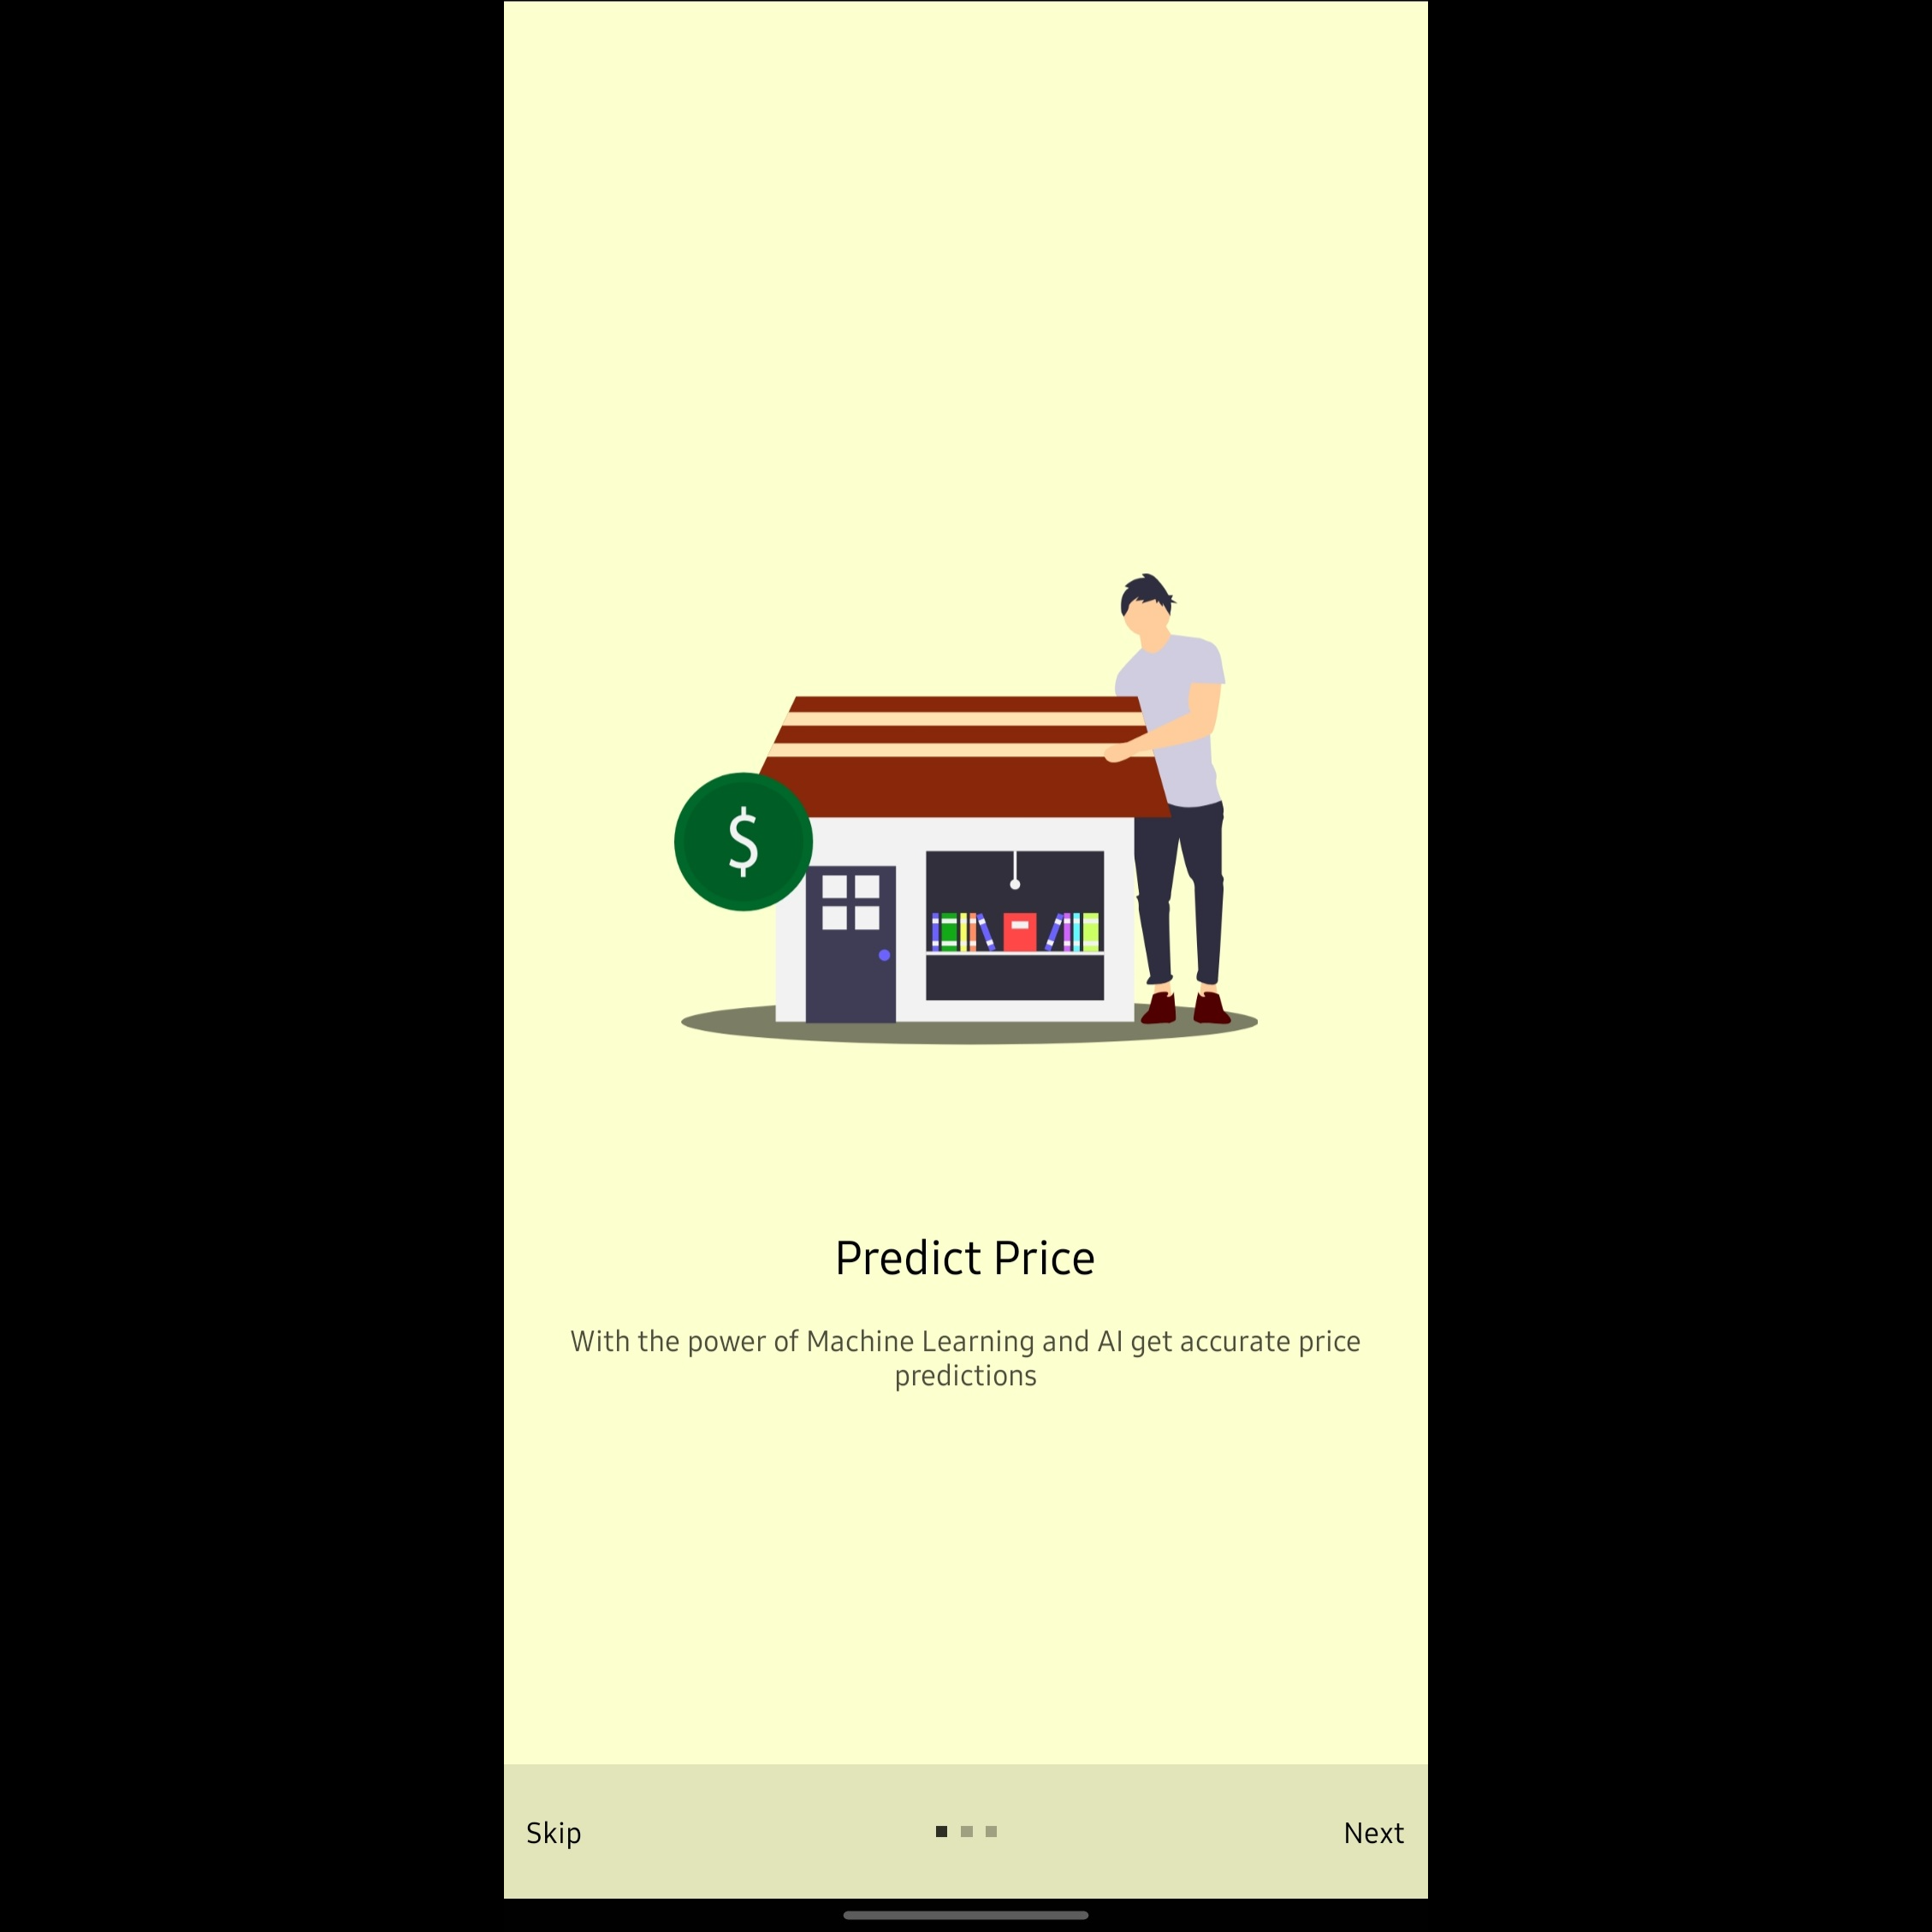 $
Predict Price
With the power of Machine Learning and AI get accurate price
predictions
Skip
Next